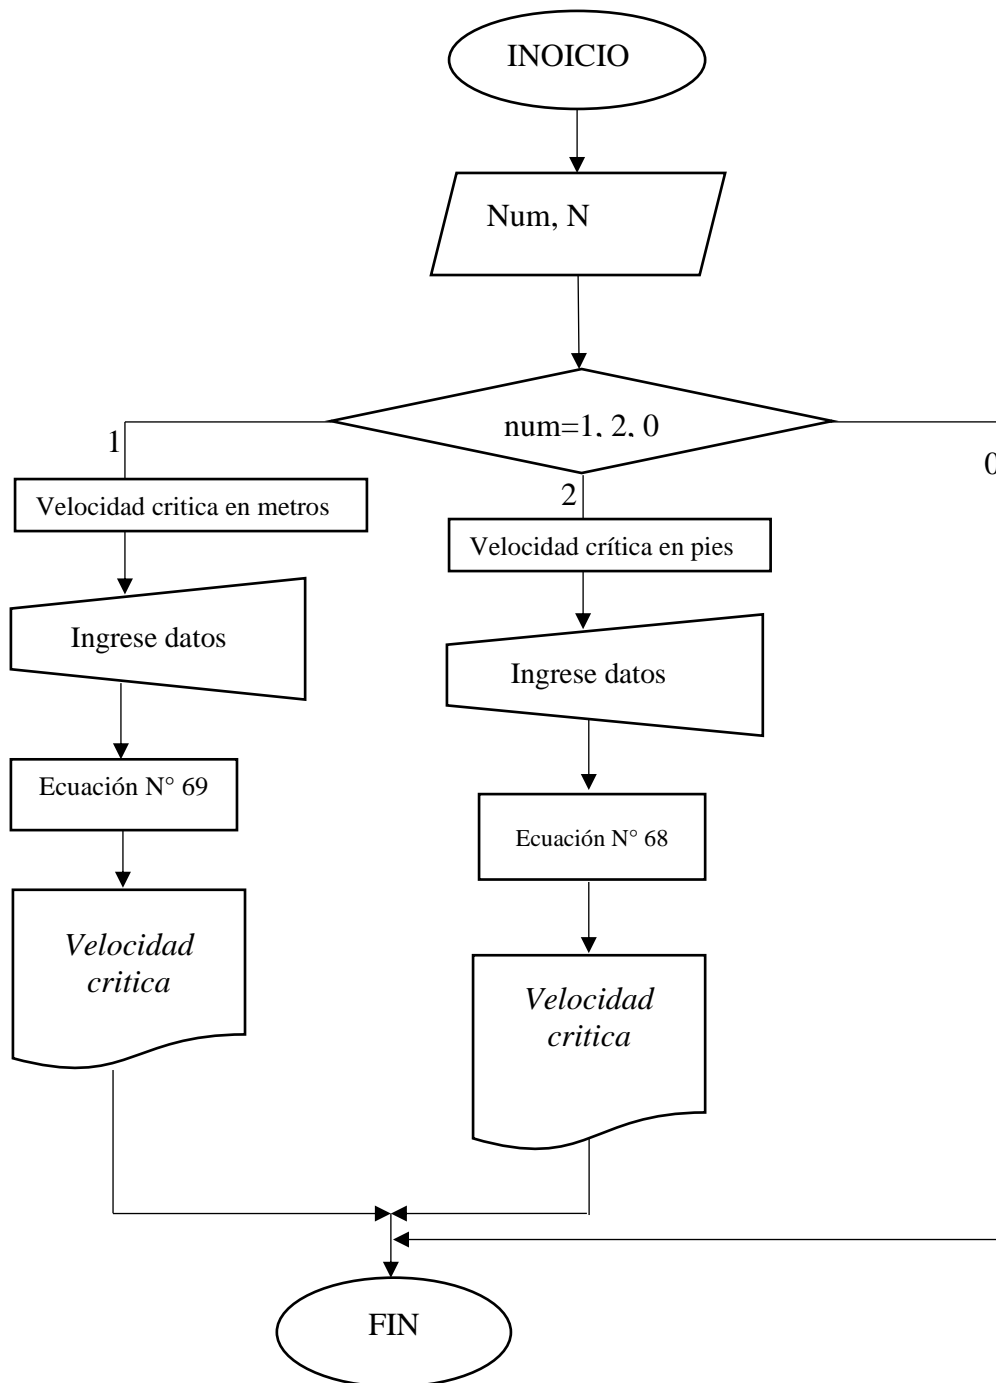 INOICIO
Num, N
num=1, 2, 0
1
0
2
Velocidad critica en metros
Velocidad crítica en pies
Ingrese datos
Ingrese datos
Ecuación N° 69
Ecuación N° 68
Velocidad
critica
Velocidad
critica
FIN